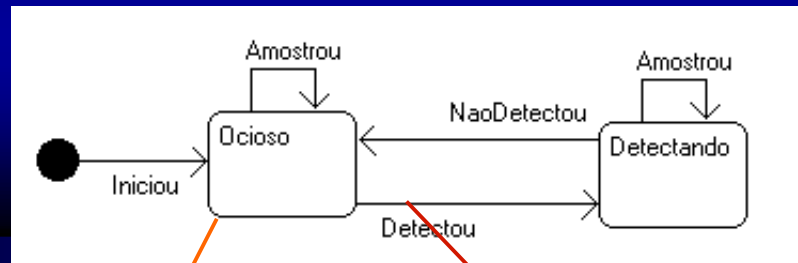 Amostrou
Amostrou
NaoDetectou
Ocioso
Detectando
Iniciou
Detectou